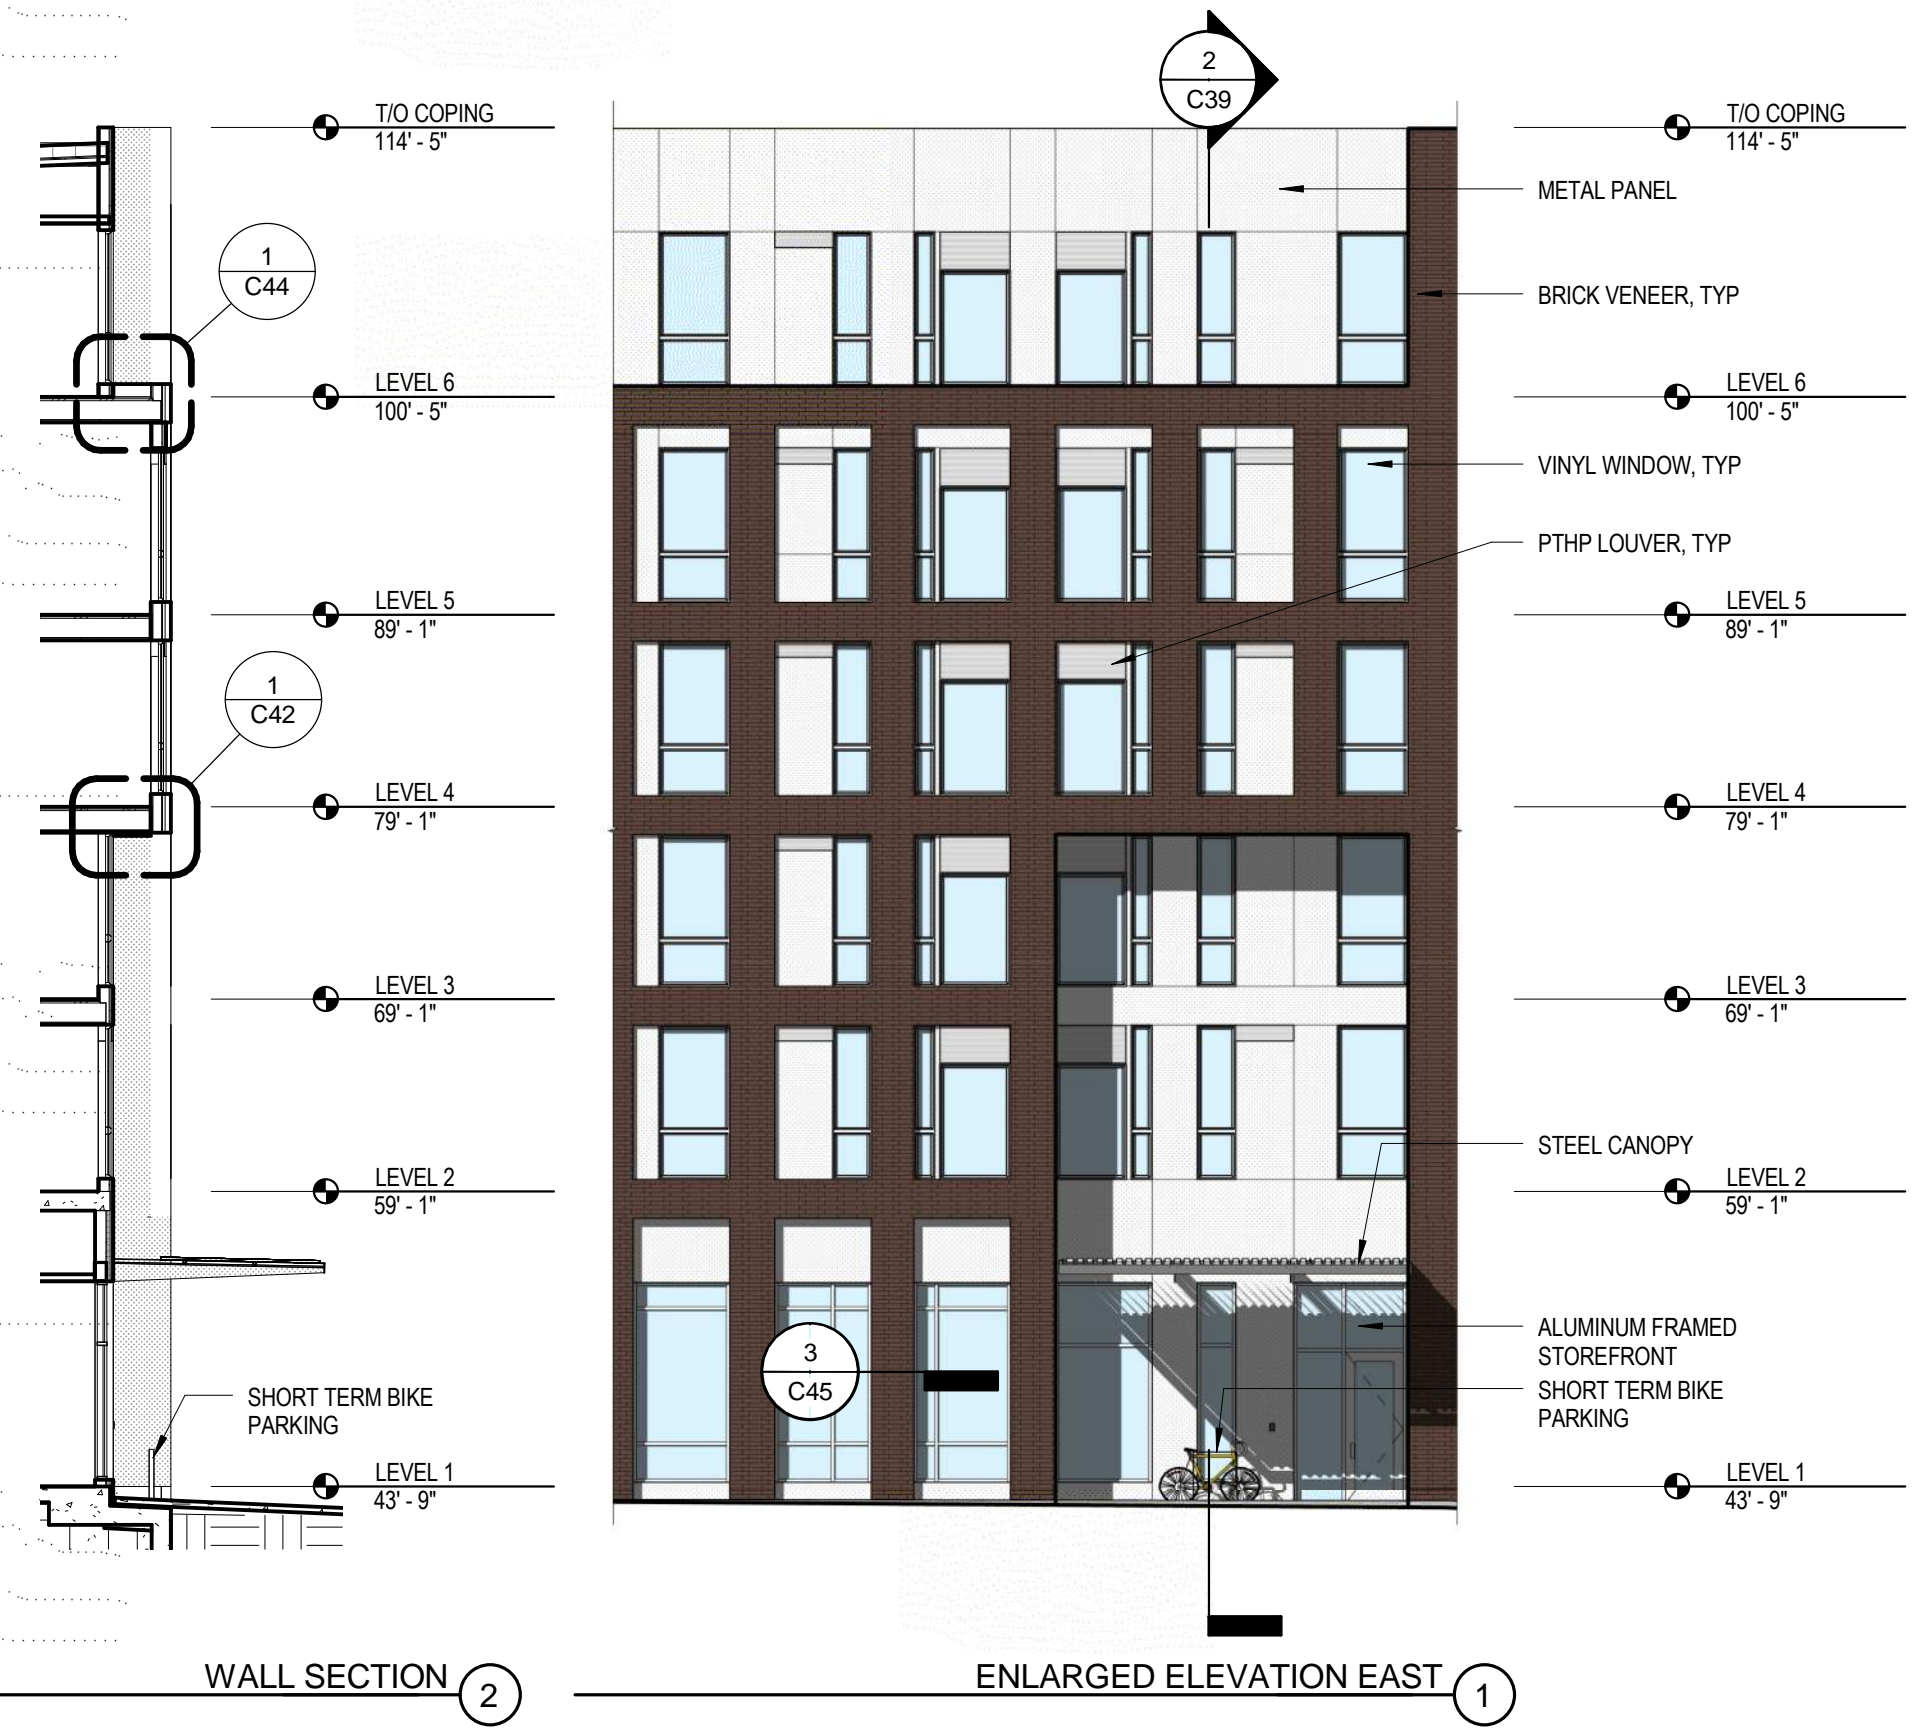 T/O COPING
114' - 5"
1
C44
LEVEL 6
100' - 5"
LEVEL 5
89' - 1"
1
C42
LEVEL 4
79' - 1"
LEVEL 3
69' - 1"
LEVEL 2
59' - 1"
SHORT TERM BIKE
PARKING
LEVEL 1
43' - 9"
WALL SECTION
2
2
C39
3
C45
T/O COPING
114' - 5"
METAL PANEL
BRICK VENEER, TYP
LEVEL 6
100' - 5"
VINYL WINDOW, TYP
PTHP LOUVER, TYP
LEVEL 5
89' - 1"
LEVEL 4
79' - 1"
LEVEL 3
69' - 1"
STEEL CANOPY
LEVEL 2
59' - 1"
ALUMINUM FRAMED
STOREFRONT
SHORT TERM BIKE
PARKING
LEVEL 1
43' - 9"
ENLARGED ELEVATION EAST
1